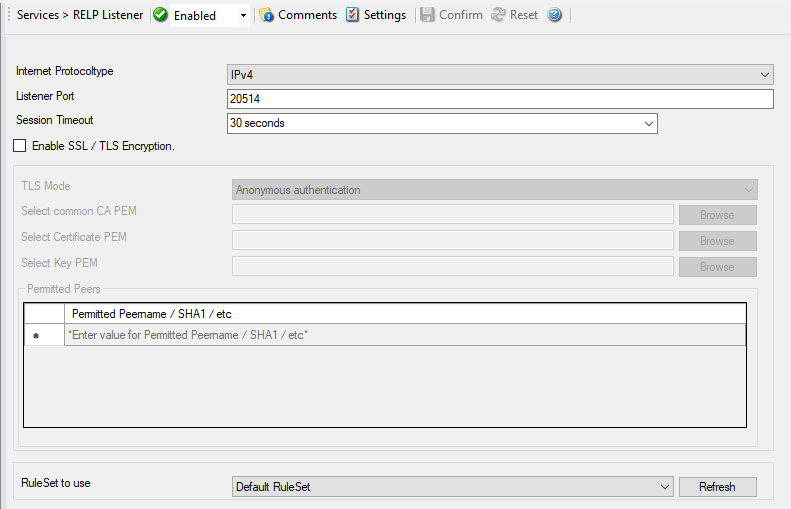 Services > RELP Listener Enabled Comments Settings Confirm Reset
Internet Protocoltype IPv4
Listener Port 20514
Session Timeout 30 seconds
Enable SSL / TLS Encryption.
TLS Mode Anonymous authentication
Select common CA PEM Browse
Select Certificate PEM Browse
Select Key PEM Browse
Permitted Peers
Permitted Peername / SHA1 / etc
* "Enter value for Permitted Peername / SHA1 / etc"
RuleSet to use Default RuleSet Refresh